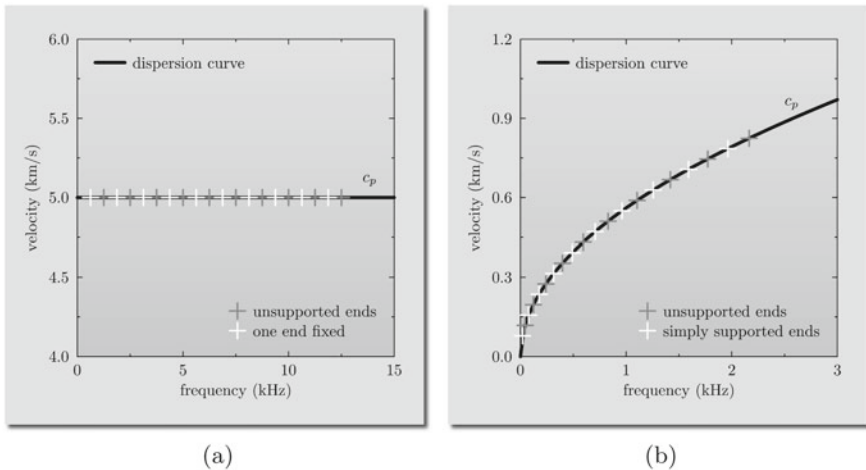 6.0
dispersion curve
5.5
c_p
velocity (km/s)
5.0
4.5
unsupported ends
one end fixed
4.0
0 5 10 15
frequency (kHz)
(a)
1.2
dispersion curve
c_p
0.9
velocity (km/s)
0.6
0.3
unsupported ends
simply supported ends
0.0
0 1 2 3
frequency (kHz)
(b)